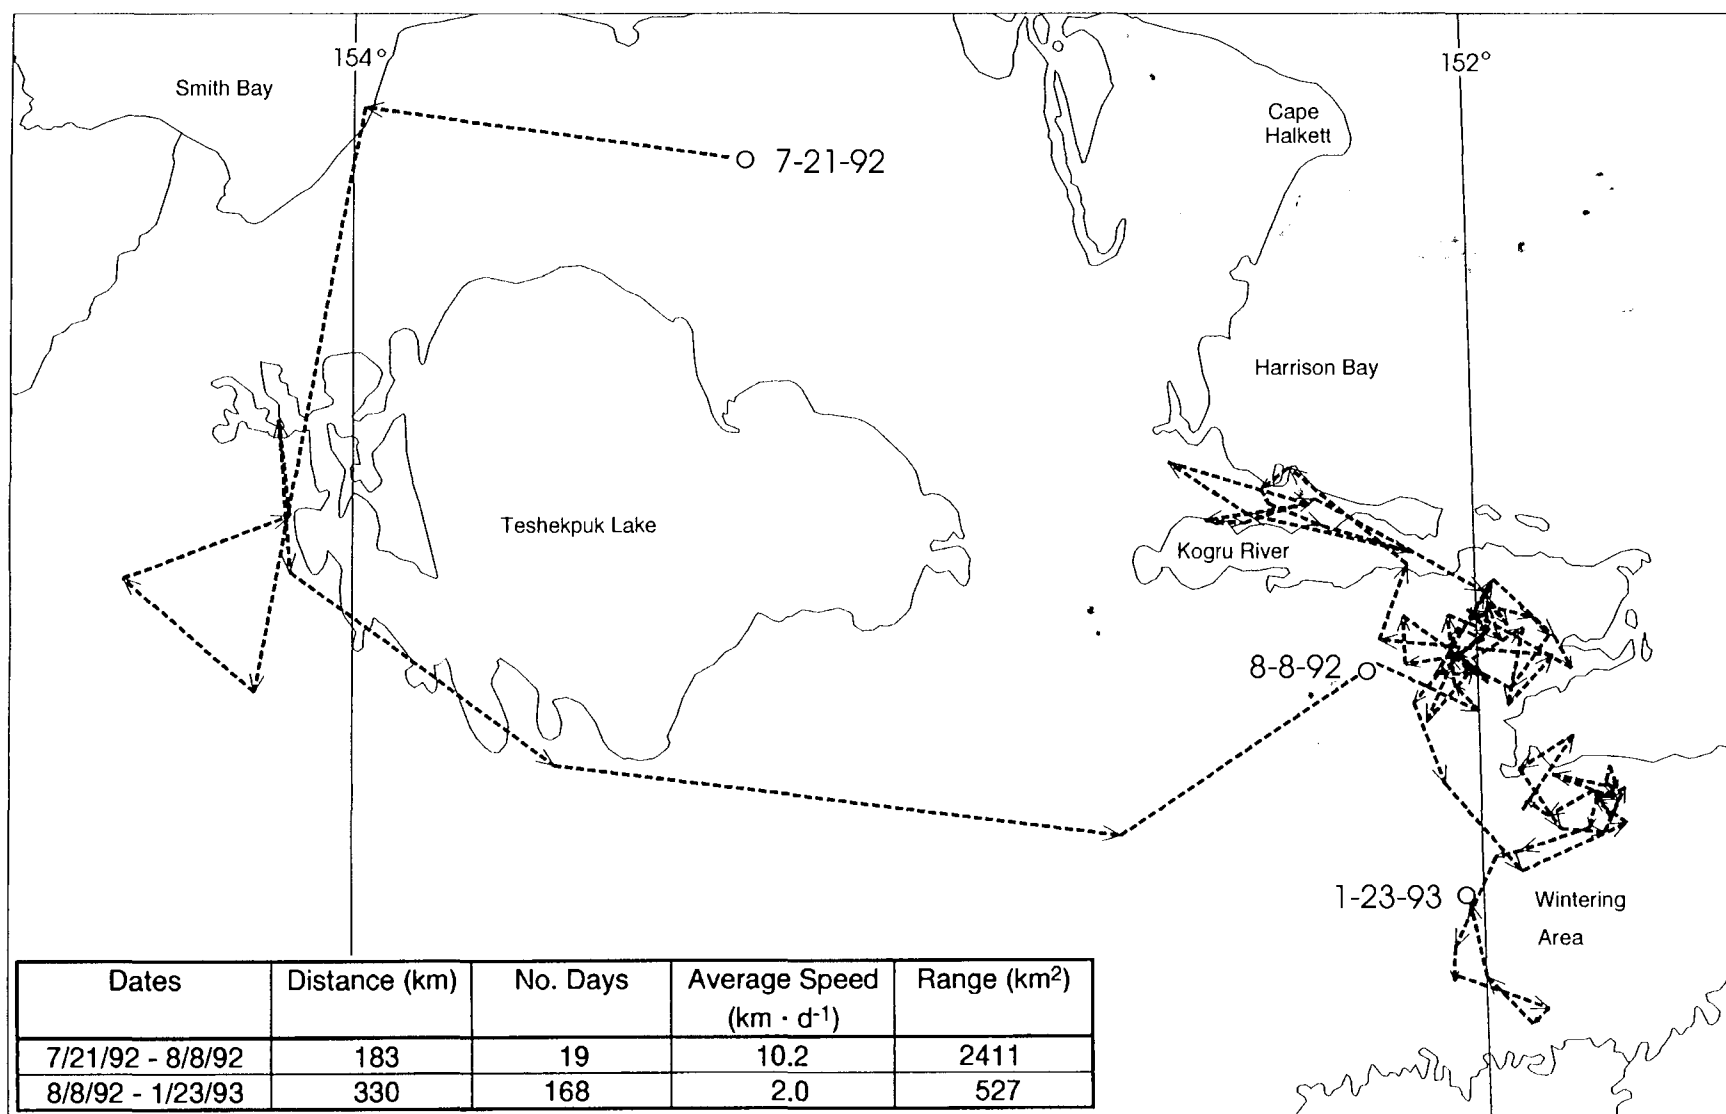 154°
152°
Smith Bay
Cape
Halkett
7-21-92
Harrison Bay
Teshekpuk Lake
Kogru River
8-8-92
1-23-93
Wintering
Area
Dates Distance (km) No. Days Average Speed Range (km²)
(km · d⁻¹)
7/21/92 - 8/8/92 183 19 10.2 2411
8/8/92 - 1/23/93 330 168 2.0 527